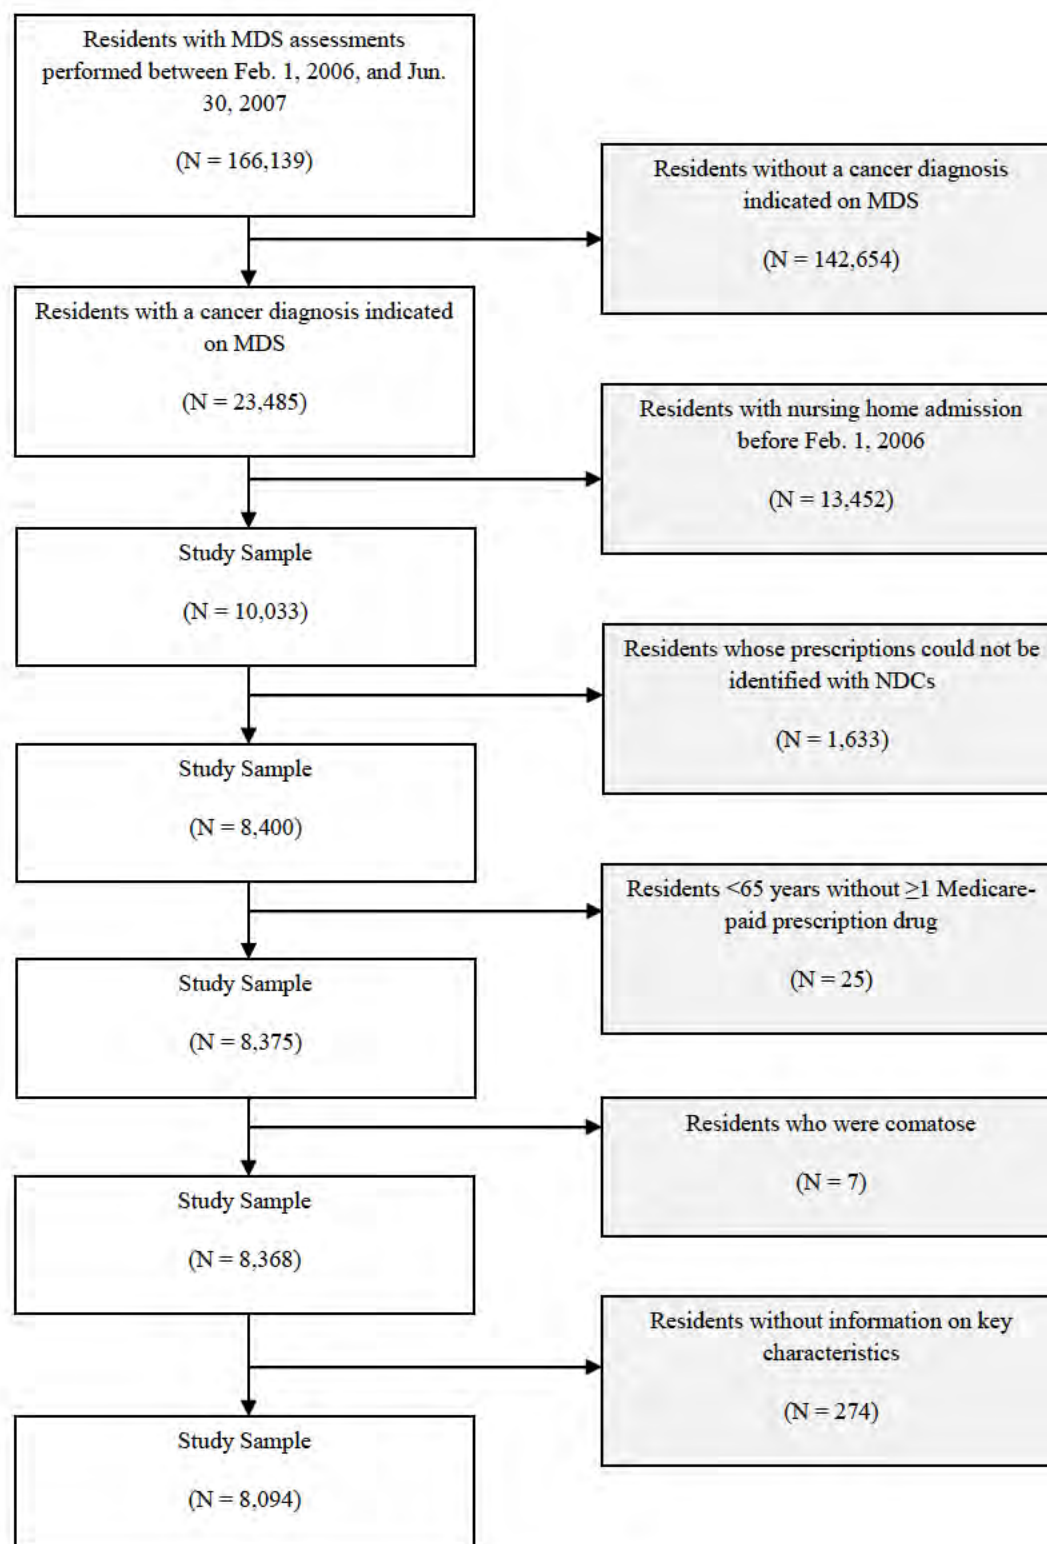 Residents with MDS assessments
performed between Feb. 1, 2006, and Jun.
30, 2007
(N = 166,139)
Residents without a cancer diagnosis
indicated on MDS
(N = 142,654)
Residents with a cancer diagnosis indicated
on MDS
(N = 23,485)
Residents with nursing home admission
before Feb. 1, 2006
(N = 13,452)
Study Sample
(N = 10,033)
Residents whose prescriptions could not be
identified with NDCs
(N = 1,633)
Study Sample
(N = 8,400)
Residents <65 years without ≥1 Medicare-
paid prescription drug
(N = 25)
Study Sample
(N = 8,375)
Residents who were comatose
(N = 7)
Study Sample
(N = 8,368)
Residents without information on key
characteristics
(N = 274)
Study Sample
(N = 8,094)